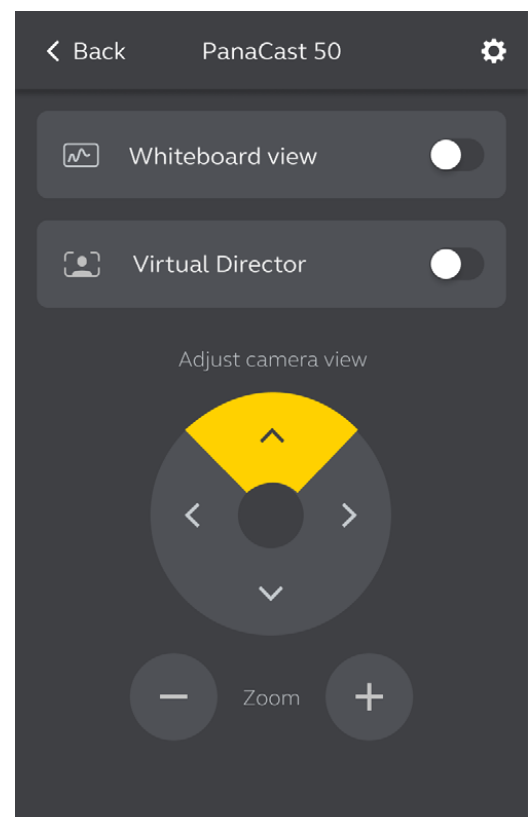 Back PanaCast 50
Whiteboard view
Virtual Director
Adjust camera view
Zoom